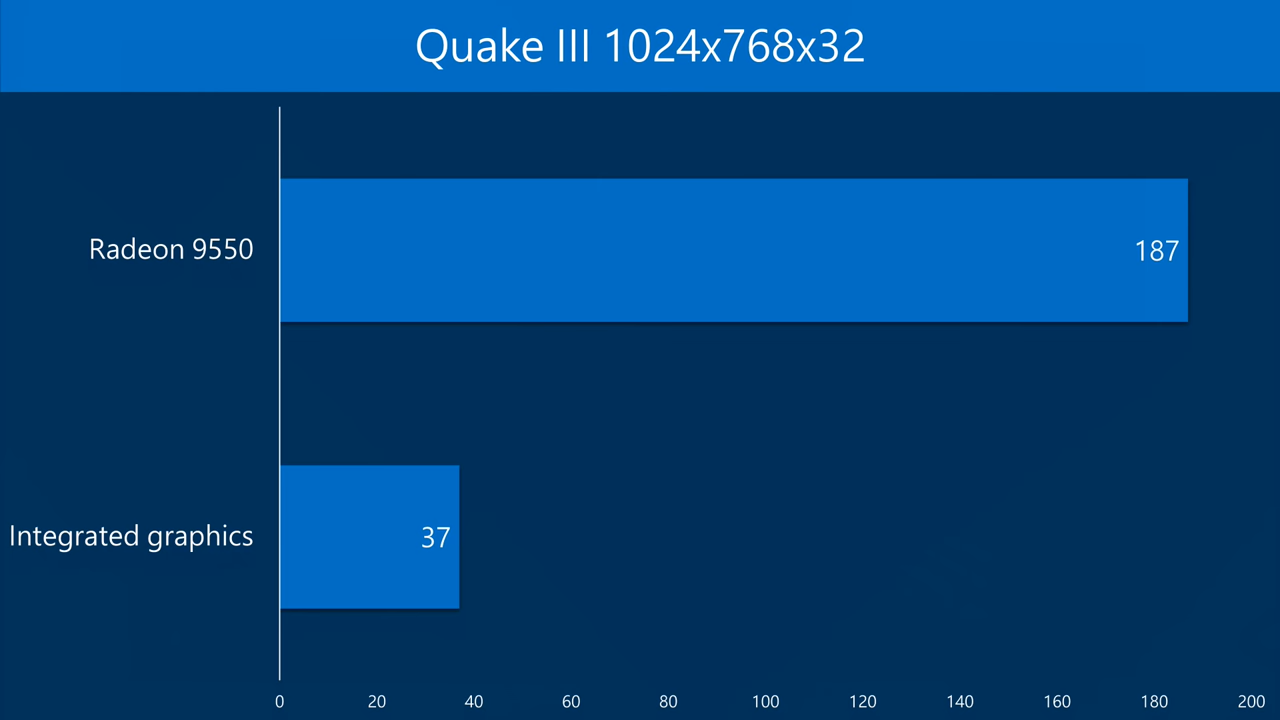 Quake III 1024x768x32
Radeon 9550
187
Integrated graphics
37
0 20 40 60 80 100 120 140 160 180 200